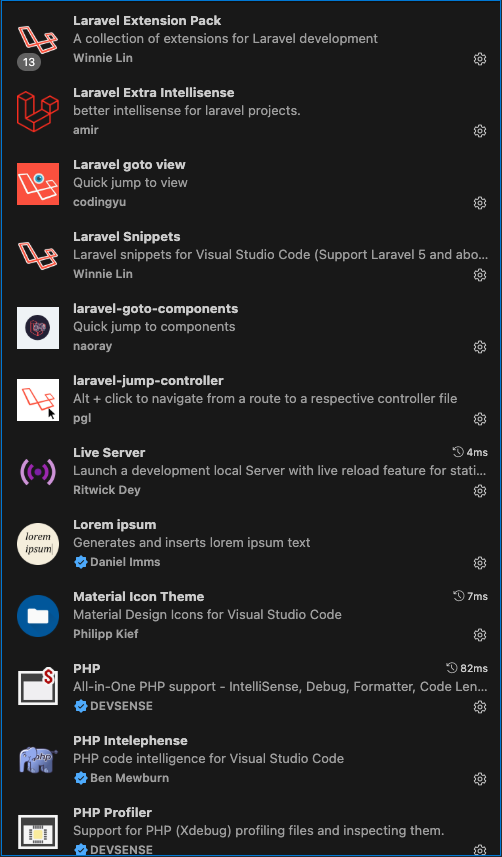 Laravel Extension Pack
A collection of extensions for Laravel development
13
Winnie Lin
Laravel Extra Intellisense
better intellisense for laravel projects.
amir
Laravel goto view
Quick jump to view
codingyu
Laravel Snippets
Laravel snippets for Visual Studio Code (Support Laravel 5 and abo...
Winnie Lin
laravel-goto-components
Quick jump to components
naoray
laravel-jump-controller
Alt + click to navigate from a route to a respective controller file
pgl
Live Server 4ms
Launch a development local Server with live reload feature for stati...
Ritwick Dey
lorem
ipsum
Lorem ipsum
Generates and inserts lorem ipsum text
Daniel Imms
Material Icon Theme 7ms
Material Design Icons for Visual Studio Code
Philipp Kief
PHP 82ms
All-in-One PHP support - IntelliSense, Debug, Formatter, Code Len...
DEVSENSE
php
PHP Intelephense
PHP code intelligence for Visual Studio Code
Ben Mewburn
PHP Profiler
Support for PHP (Xdebug) profiling files and inspecting them.
DEVSENSE